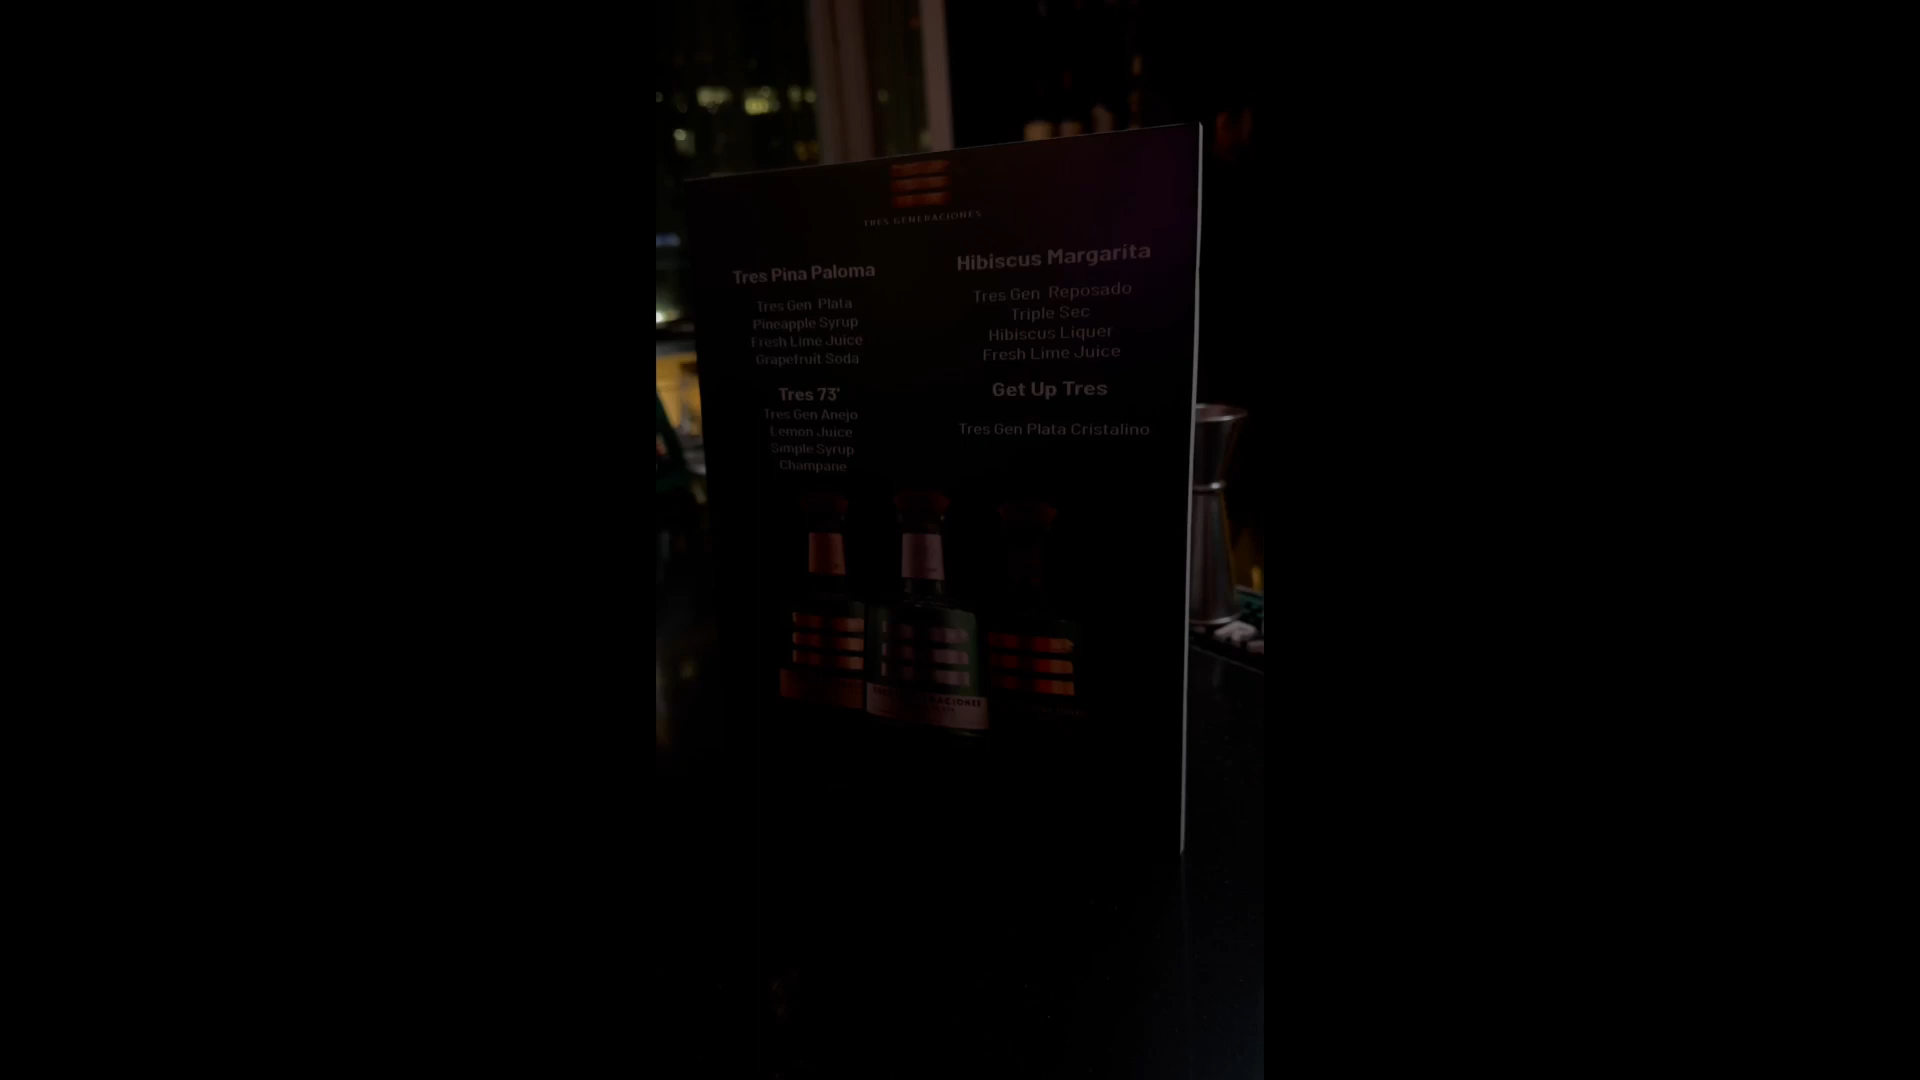 TRES GENERACIONES
Tres Pina Paloma
Tres Gen Plata
Pineapple Syrup
Fresh Lime Juice
Grapefruit Soda
Tres 73'
Tres Gen Anejo
Lemon Juice
Simple Syrup
Champane
Hibiscus Margarita
Tres Gen Reposado
Triple Sec
Hibiscus Liquer
Fresh Lime Juice
Get Up Tres
Tres Gen Plata Cristalino